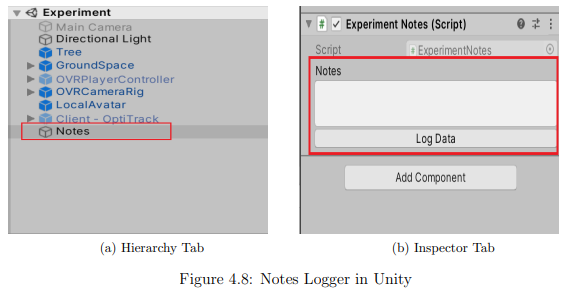 Experiment
Main Camera
Directional Light
Tree
GroundSpace
OVRPlayerController
OVRCameraRig
LocalAvatar
Client - OptiTrack
Notes
(a) Hierarchy Tab
# Experiment Notes (Script)
Script # ExperimentNotes
Notes
Log Data
Add Component
(b) Inspector Tab
Figure 4.8: Notes Logger in Unity